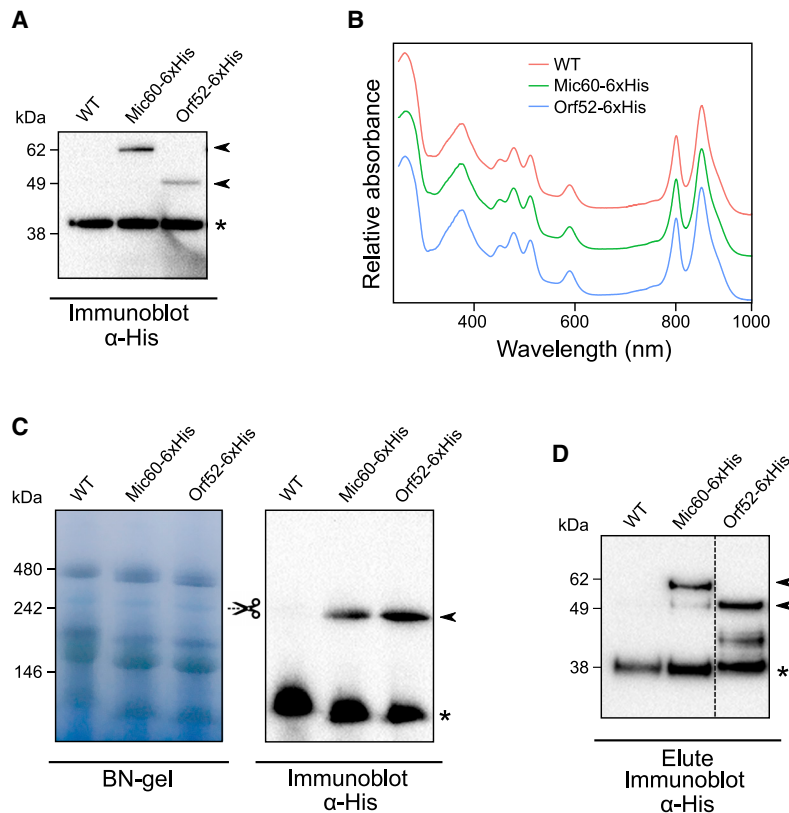 A
WT
Mic60-6xHis
Orf52-6xHis
kDa
62
49
38
*
Immunoblot
α-His
B
Relative absorbance
WT
Mic60-6xHis
Orf52-6xHis
400
600
800
1000
Wavelength (nm)
C
WT
Mic60-6xHis
Orf52-6xHis
kDa
480
242
146
BN-gel
WT
Mic60-6xHis
Orf52-6xHis
*
Immunoblot
α-His
D
WT
Mic60-6xHis
Orf52-6xHis
kDa
62
49
38
*
Elute
Immunoblot
α-His